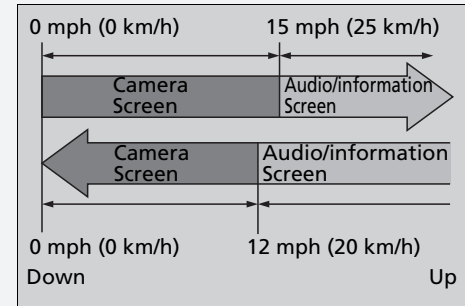 0 mph (0 km/h) 15 mph (25 km/h)
Camera Audio/information
Screen Screen
Camera Audio/information
Screen Screen
0 mph (0 km/h) 12 mph (20 km/h)
Down Up